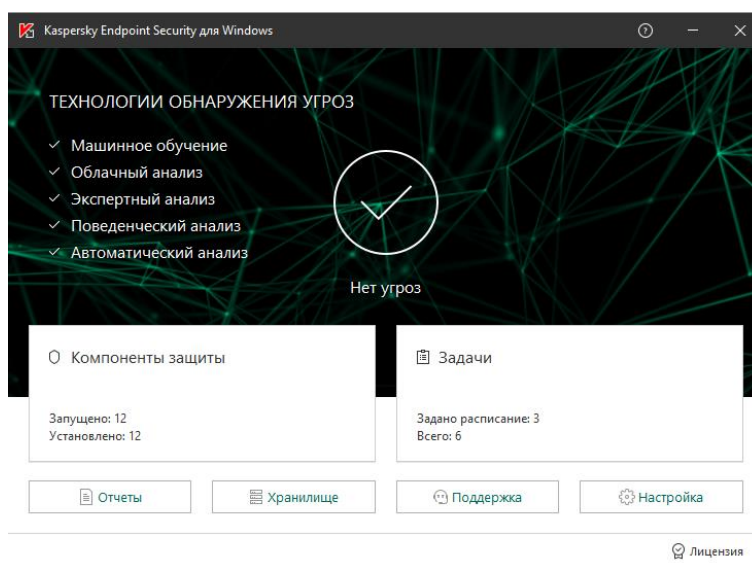 Kaspersky Endpoint Security для Windows
ТЕХНОЛОГИИ ОБНАРУЖЕНИЯ УГРОЗ
Машинное обучение
Облачный анализ
Экспертный анализ
Поведенческий анализ
Автоматический анализ
Нет угроз
Компоненты защиты
Запущено: 12
Установлено: 12
Задачи
Задано расписание: 3
Всего: 6
Отчеты
Хранилище
Поддержка
Настройка
Лицензия